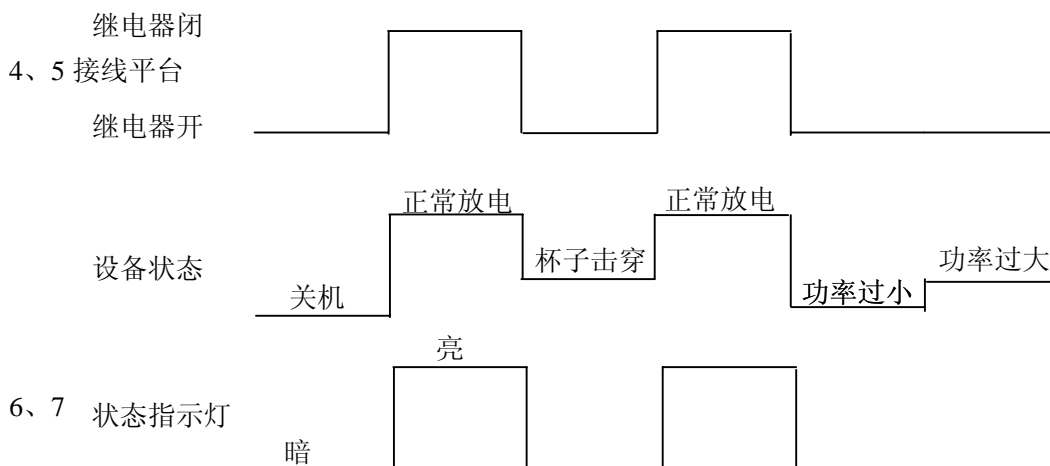 继电器闭
4、5 接线平台
继电器开
正常放电
正常放电
设备状态
杯子击穿
功率过大
关机
功率过小
亮
6、7 状态指示灯
暗